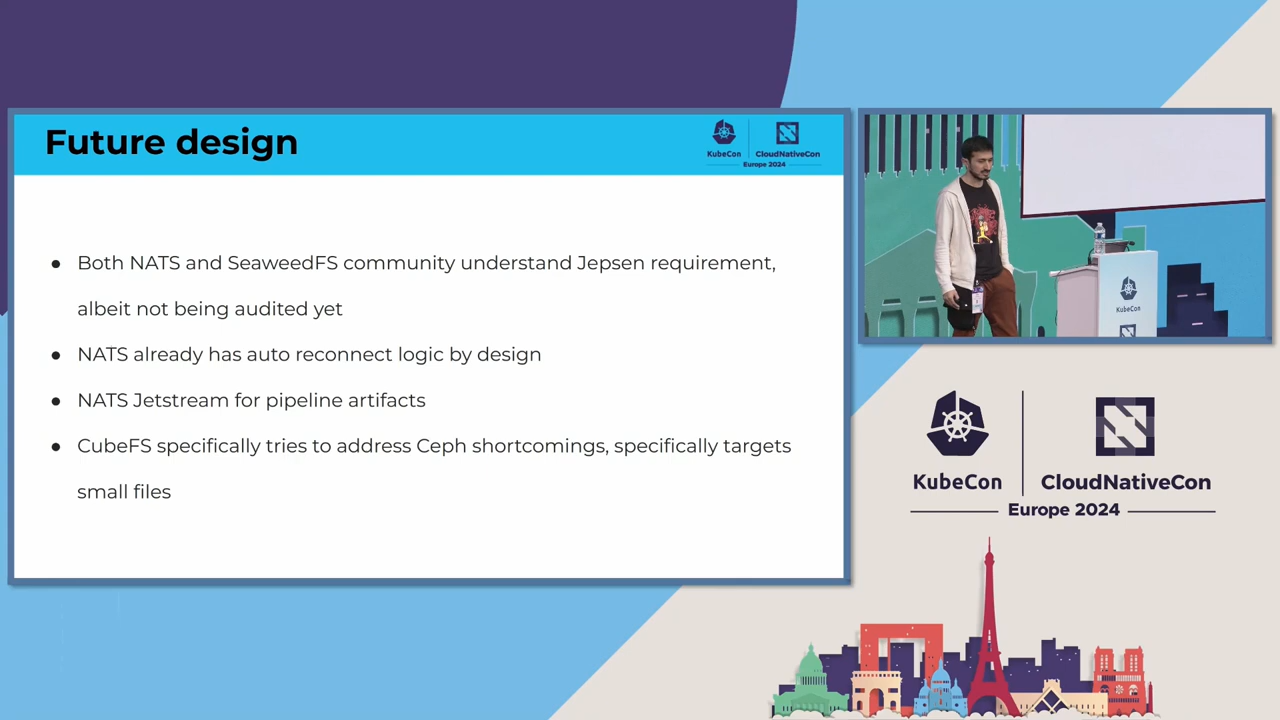 Future design
KubeCon
CloudNativeCon
Europe 2024
● Both NATS and SeaweedFS community understand Jepsen requirement,
albeit not being audited yet
● NATS already has auto reconnect logic by design
● NATS Jetstream for pipeline artifacts
● CubeFS specifically tries to address Ceph shortcomings, specifically targets
small files
KubeCon
KubeCon
CloudNativeCon
Europe 2024